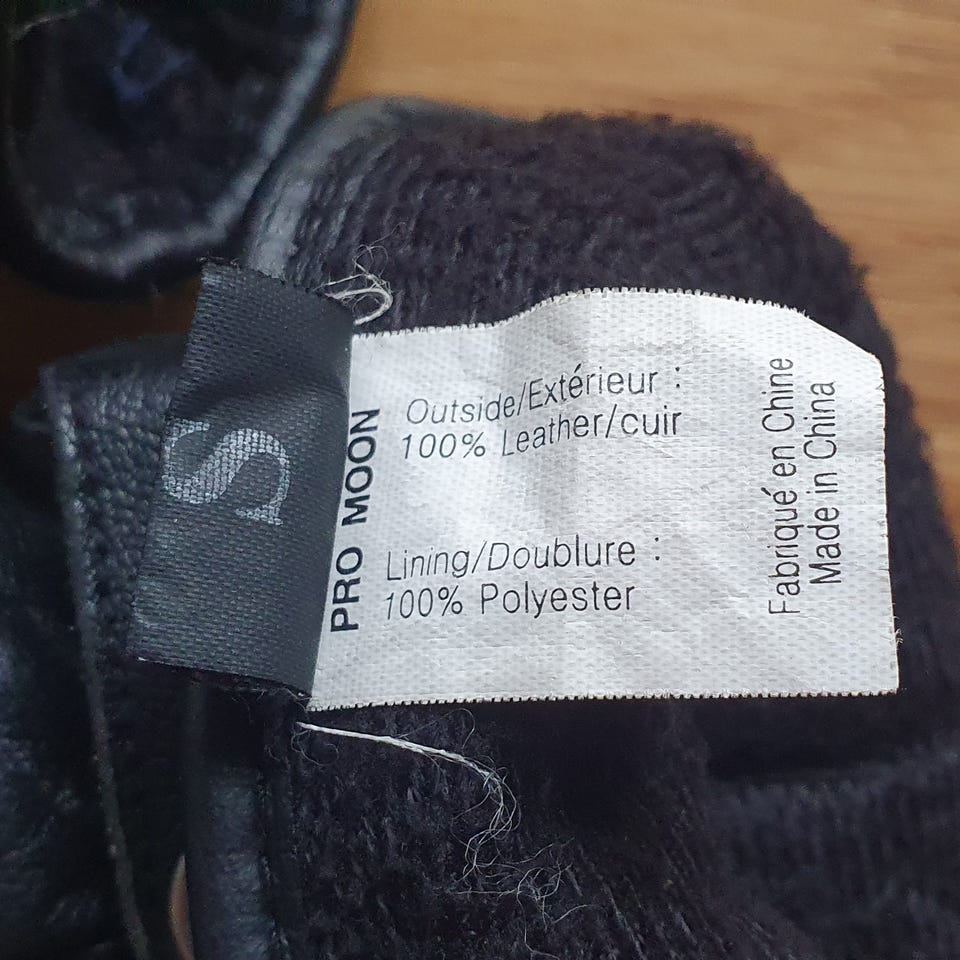 S
PRO MOON
Outside/Extérieur :
100% Leather/cuir
Lining/Doublure :
100% Polyester
Fabriqué en Chine
Made in China